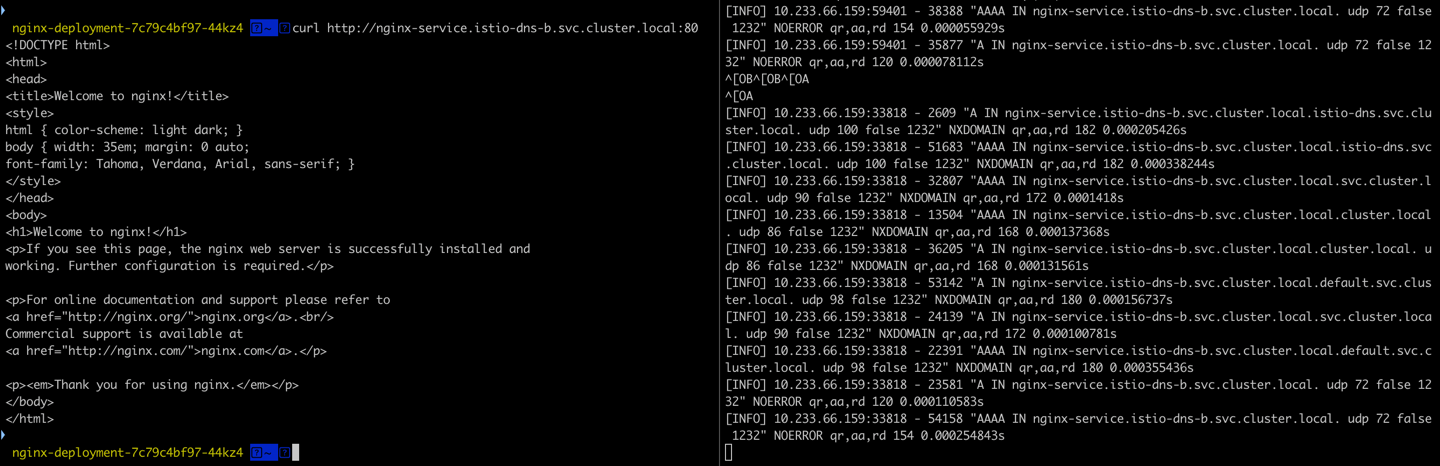 nginx-deployment-7c79c4bf97-44kz4 ~ curl http://nginx-service.istio-dns-b.svc.cluster.local:80
<!DOCTYPE html>
<html>
<head>
<title>Welcome to nginx!</title>
<style>
html { color-scheme: light dark; }
body { width: 35em; margin: 0 auto;
font-family: Tahoma, Verdana, Arial, sans-serif; }
</style>
</head>
<body>
<h1>Welcome to nginx!</h1>
<p>If you see this page, the nginx web server is successfully installed and
working. Further configuration is required.</p>
<p>For online documentation and support please refer to
<a href="http://nginx.org/">nginx.org</a>.<br/>
Commercial support is available at
<a href="http://nginx.com/">nginx.com</a>.</p>
<p><em>Thank you for using nginx.</em></p>
</body>
</html>
nginx-deployment-7c79c4bf97-44kz4 ~
[INFO] 10.233.66.159:59401 - 38388 "AAAA IN nginx-service.istio-dns-b.svc.cluster.local. udp 72 false
1232" NOERROR qr,aa,rd 154 0.000055929s
[INFO] 10.233.66.159:59401 - 35877 "A IN nginx-service.istio-dns-b.svc.cluster.local. udp 72 false 12
32" NOERROR qr,aa,rd 120 0.000078112s
^[OB^[OB^[OA
^[OA
[INFO] 10.233.66.159:33818 - 2609 "A IN nginx-service.istio-dns-b.svc.cluster.local.istio-dns.svc.clu
ster.local. udp 100 false 1232" NXDOMAIN qr,aa,rd 182 0.000205426s
[INFO] 10.233.66.159:33818 - 51683 "AAAA IN nginx-service.istio-dns-b.svc.cluster.local.istio-dns.svc
.cluster.local. udp 100 false 1232" NXDOMAIN qr,aa,rd 182 0.000338244s
[INFO] 10.233.66.159:33818 - 32807 "AAAA IN nginx-service.istio-dns-b.svc.cluster.local.svc.cluster.l
ocal. udp 90 false 1232" NXDOMAIN qr,aa,rd 172 0.0001418s
[INFO] 10.233.66.159:33818 - 13504 "AAAA IN nginx-service.istio-dns-b.svc.cluster.local.cluster.local
. udp 86 false 1232" NXDOMAIN qr,aa,rd 168 0.000137368s
[INFO] 10.233.66.159:33818 - 36205 "A IN nginx-service.istio-dns-b.svc.cluster.local.cluster.local. u
dp 86 false 1232" NXDOMAIN qr,aa,rd 168 0.000131561s
[INFO] 10.233.66.159:33818 - 53142 "A IN nginx-service.istio-dns-b.svc.cluster.local.default.svc.clus
ter.local. udp 98 false 1232" NXDOMAIN qr,aa,rd 180 0.000156737s
[INFO] 10.233.66.159:33818 - 24139 "A IN nginx-service.istio-dns-b.svc.cluster.local.svc.cluster.loca
l. udp 90 false 1232" NXDOMAIN qr,aa,rd 172 0.000100781s
[INFO] 10.233.66.159:33818 - 22391 "AAAA IN nginx-service.istio-dns-b.svc.cluster.local.default.svc.c
luster.local. udp 98 false 1232" NXDOMAIN qr,aa,rd 180 0.000355436s
[INFO] 10.233.66.159:33818 - 23581 "A IN nginx-service.istio-dns-b.svc.cluster.local. udp 72 false 12
32" NOERROR qr,aa,rd 120 0.000110583s
[INFO] 10.233.66.159:33818 - 54158 "AAAA IN nginx-service.istio-dns-b.svc.cluster.local. udp 72 false
1232" NOERROR qr,aa,rd 154 0.000254843s